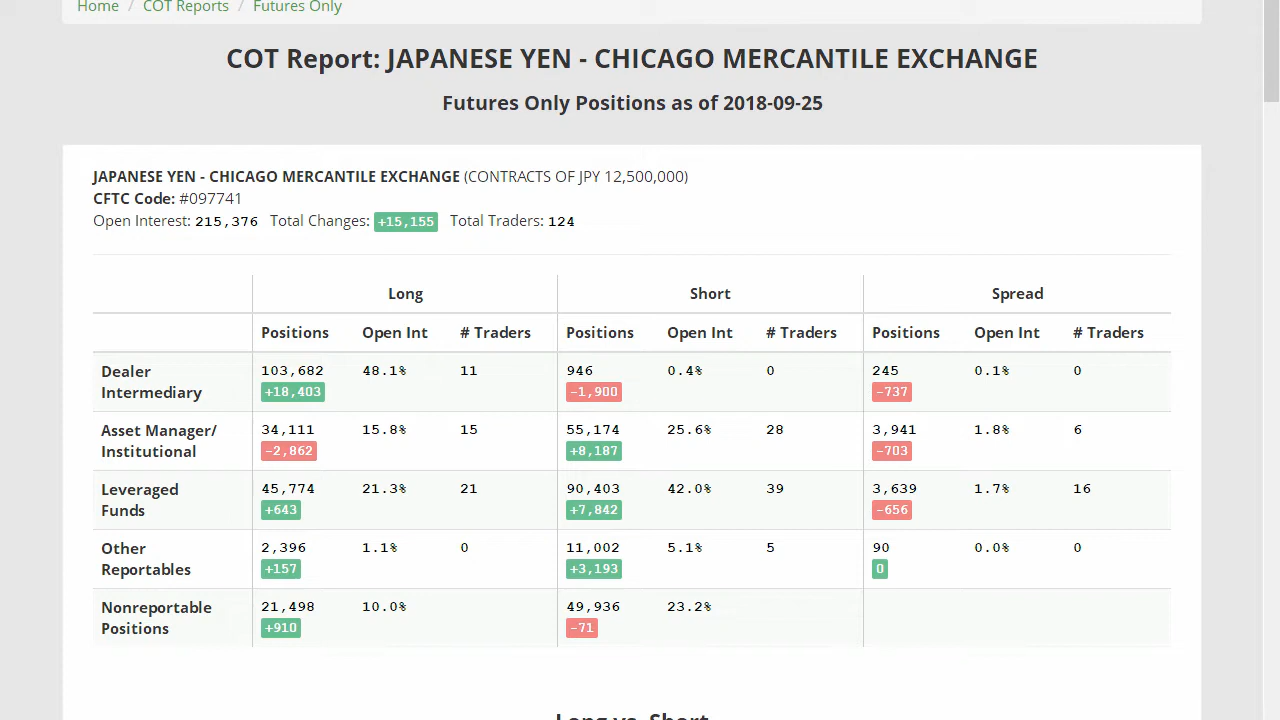 Home / COT Reports / Futures Only
COT Report: JAPANESE YEN - CHICAGO MERCANTILE EXCHANGE
Futures Only Positions as of 2018-09-25
JAPANESE YEN - CHICAGO MERCANTILE EXCHANGE (CONTRACTS OF JPY 12,500,000)
CFTC Code: #097741
Open Interest: 215,376 Total Changes: +15,155 Total Traders: 124
Long Short Spread
Positions Open Int # Traders Positions Open Int # Traders Positions Open Int # Traders
Dealer 103,682 48.1% 11 946 0.4% 0 245 0.1% 0
Intermediary +18,403 -1,900 -737
Asset Manager/ 34,111 15.8% 15 55,174 25.6% 28 3,941 1.8% 6
Institutional -2,862 +8,187 -703
Leveraged 45,774 21.3% 21 90,403 42.0% 39 3,639 1.7% 16
Funds +643 +7,842 -656
Other 2,396 1.1% 0 11,002 5.1% 5 90 0.0% 0
Reportables +157 +3,193 0
Nonreportable 21,498 10.0% 49,936 23.2%
Positions +910 -71
Long vs. Short